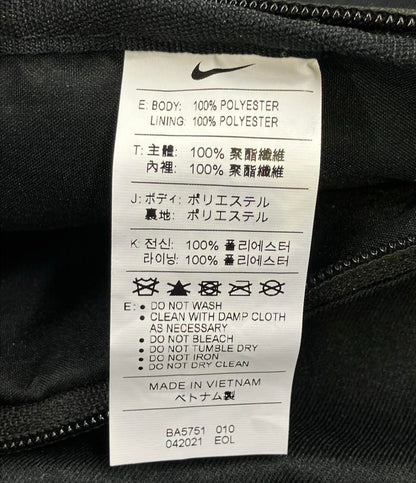 E: BODY: 100% POLYESTER
LINING: 100% POLYESTER
T: 主體: 100% 聚酯纖維
內裡: 100% 聚酯纖維
J: ボディ: ポリエステル
裏地: ポリエステル
K: 전신: 100% 폴리에스터
라이닝: 100% 폴리에스터
E: • DO NOT WASH
• CLEAN WITH DAMP CLOTH
AS NECESSARY
• DO NOT BLEACH
• DO NOT TUMBLE DRY
• DO NOT IRON
• DO NOT DRY CLEAN
MADE IN VIETNAM
ベトナム製
BA5751 010
042021 EOL